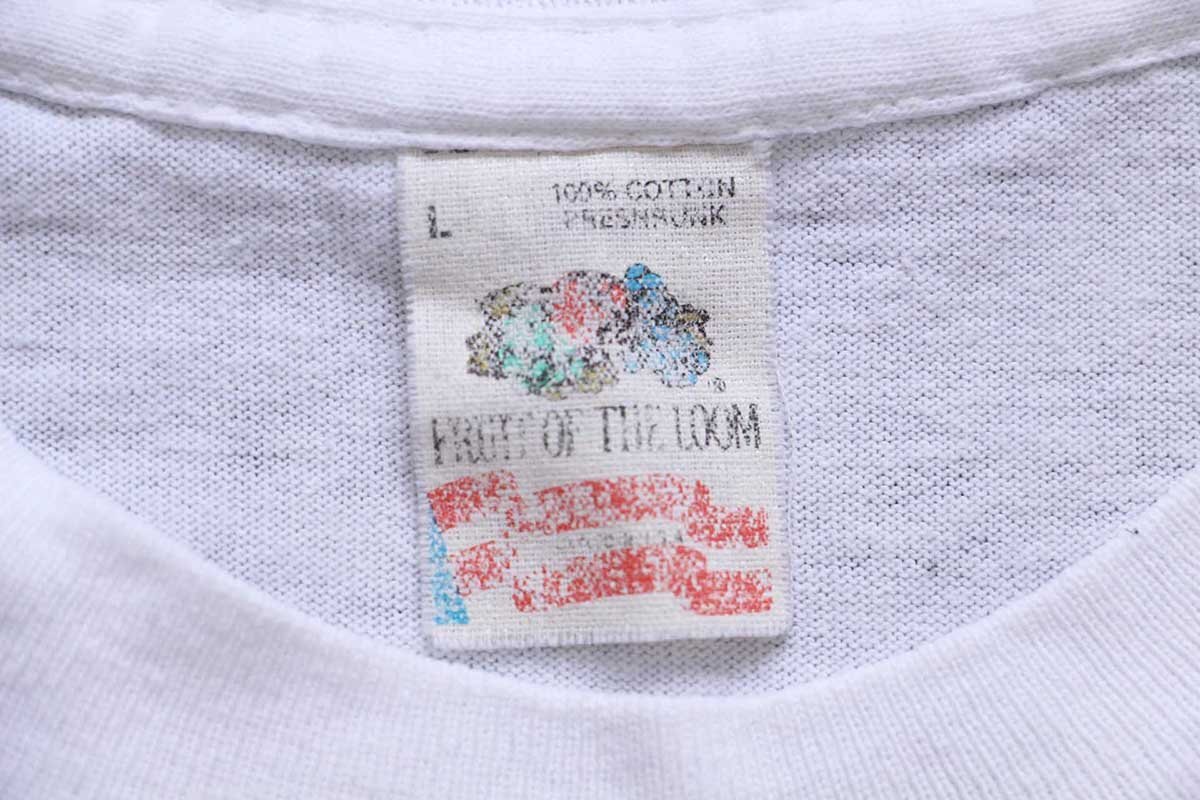 L
100% COTTON
PRESHRUNK
®
FRUIT OF THE LOOM